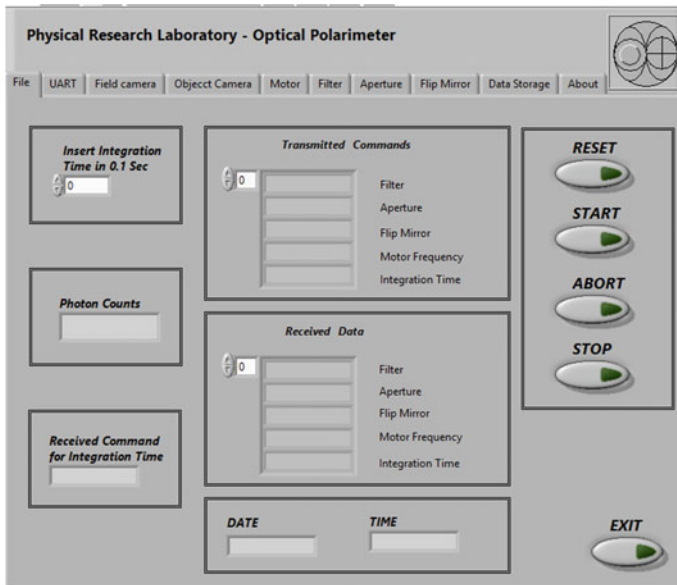 Physical Research Laboratory - Optical Polarimeter
File UART Field camera Objecct Camera Motor Filter Aperture Flip Mirror Data Storage About
Insert Integration
Time in 0.1 Sec
0
Photon Counts
Received Command
for Integration Time
Transmitted Commands
0
Filter
Aperture
Flip Mirror
Motor Frequency
Integration Time
Received Data
0
Filter
Aperture
Flip Mirror
Motor Frequency
Integration Time
DATE TIME
RESET
START
ABORT
STOP
EXIT